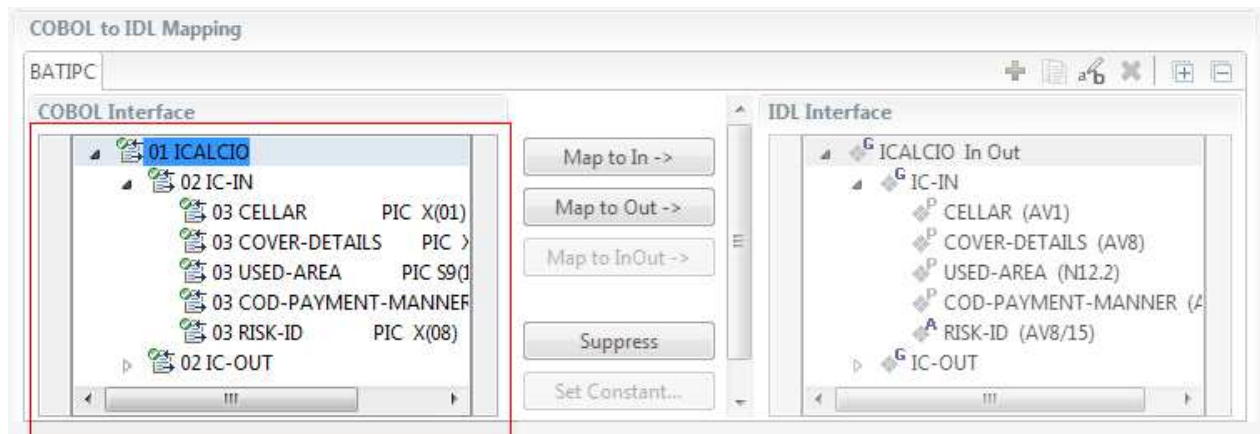 COBOL to IDL Mapping
BATIPC
COBOL Interface
01 ICALCIO
02 IC-IN
03 CELLAR PIC X(01)
03 COVER-DETAILS PIC
03 USED-AREA PIC S9(1
03 COD-PAYMENT-MANNER
03 RISK-ID PIC X(08)
02 IC-OUT
Map to In ->
Map to Out ->
Map to InOut ->
Suppress
Set Constant...
IDL Interface
ICALCIO In Out
IC-IN
CELLAR (AV1)
COVER-DETAILS (AV8)
USED-AREA (N12.2)
COD-PAYMENT-MANNER (A
RISK-ID (AV8/15)
IC-OUT